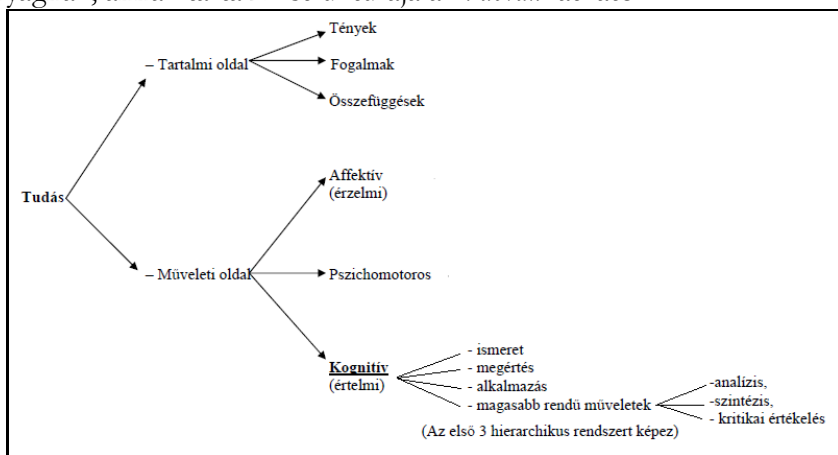 Tények
– Tartalmi oldal
Fogalmak
Összefüggések
Affektív
(érzelmi)
Tudás
– Műveleti oldal
Pszichomotoros
- ismeret
Kognitív
- megértés
(értelmi)
- alkalmazás
-analízis,
- magasabb rendű műveletek
-szintézis,
- kritikai értékelés
(Az első 3 hierarchikus rendszert képez)